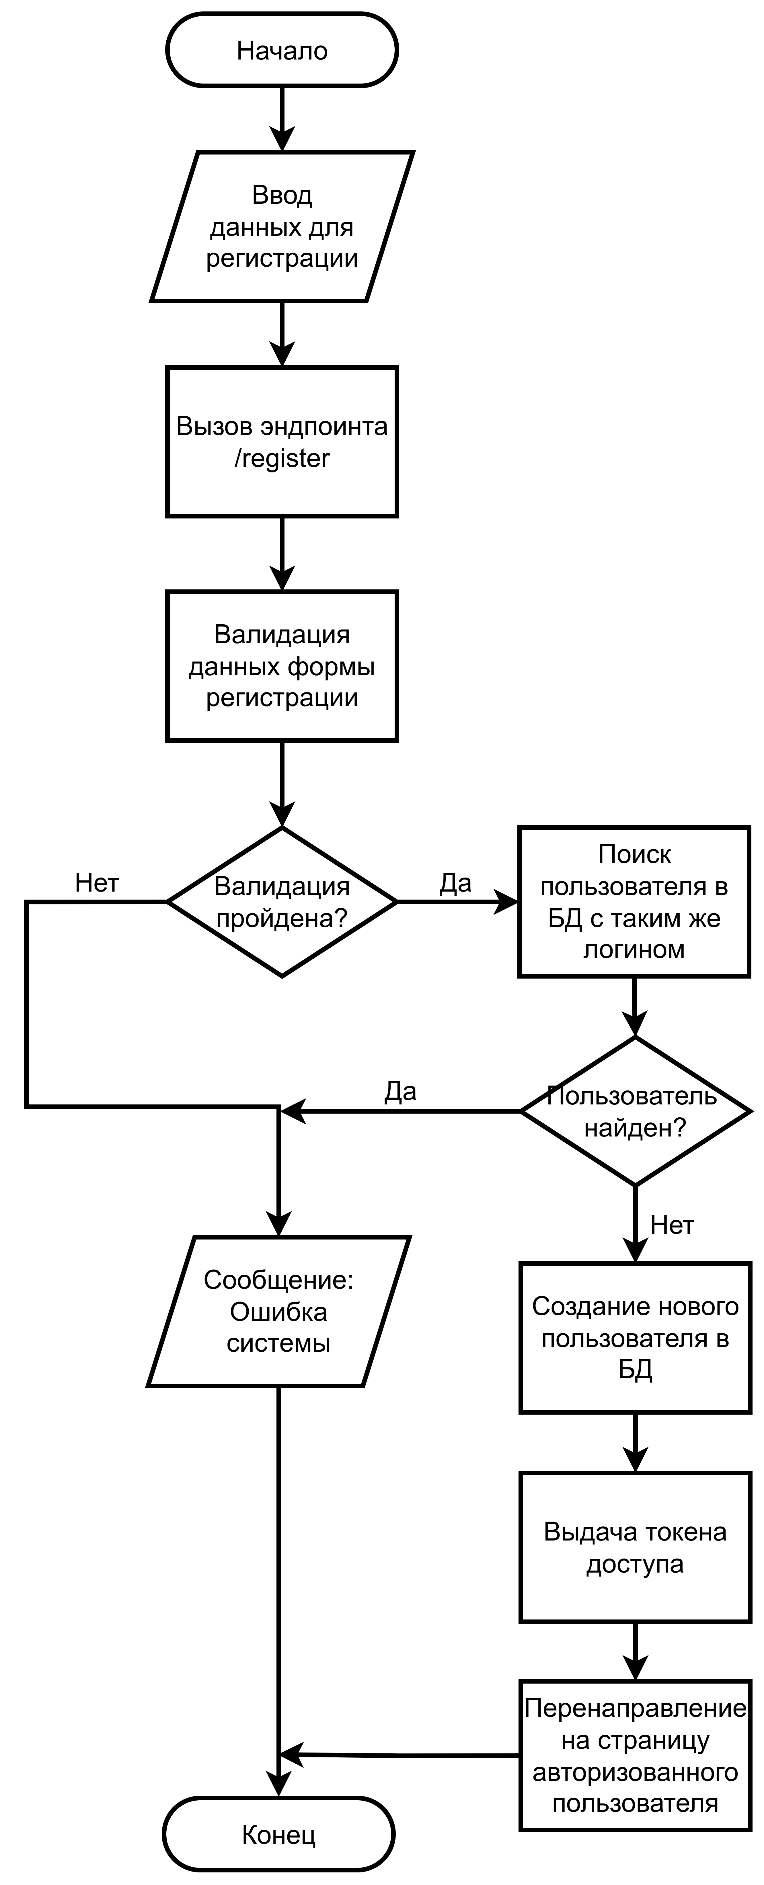 Начало
Ввод
данных для
регистрации
Вызов эндпоинта
/register
Валидация
данных формы
регистрации
Нет
Валидация
пройдена?
Да
Поиск
пользователя в
БД с таким же
логином
Да
Пользователь
найден?
Нет
Сообщение:
Ошибка
системы
Создание нового
пользователя в
БД
Выдача токена
доступа
Перенаправление
на страницу
авторизованного
пользователя
Конец